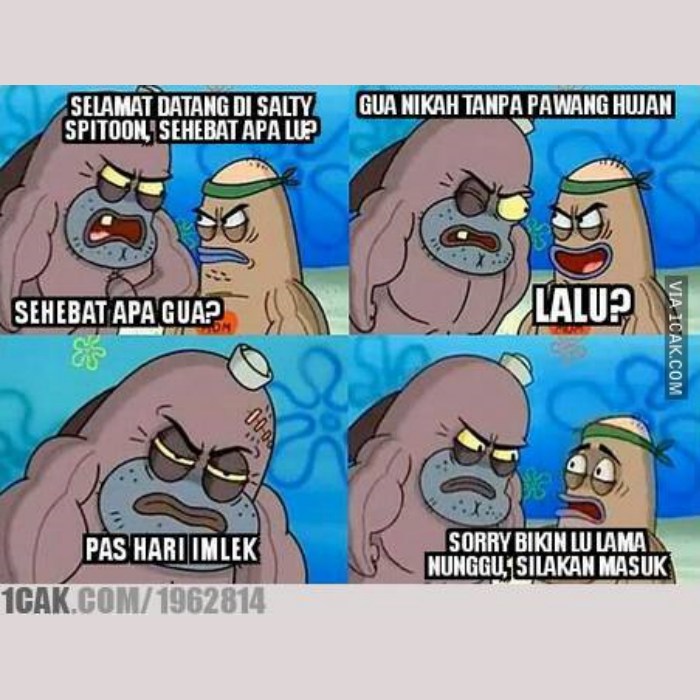 SELAMAT DATANG DI SALTY
SPITOON, SEHEBAT APA LU?
SEHEBAT APA GUA?
MOM
GUA NIKAH TANPA PAWANG HUJAN
LALU?
VIA 1CAK.COM
PAS HARI IMLEK
SORRY BIKIN LU LAMA
NUNGGU, SILAKAN MASUK
1CAK.COM/1962814